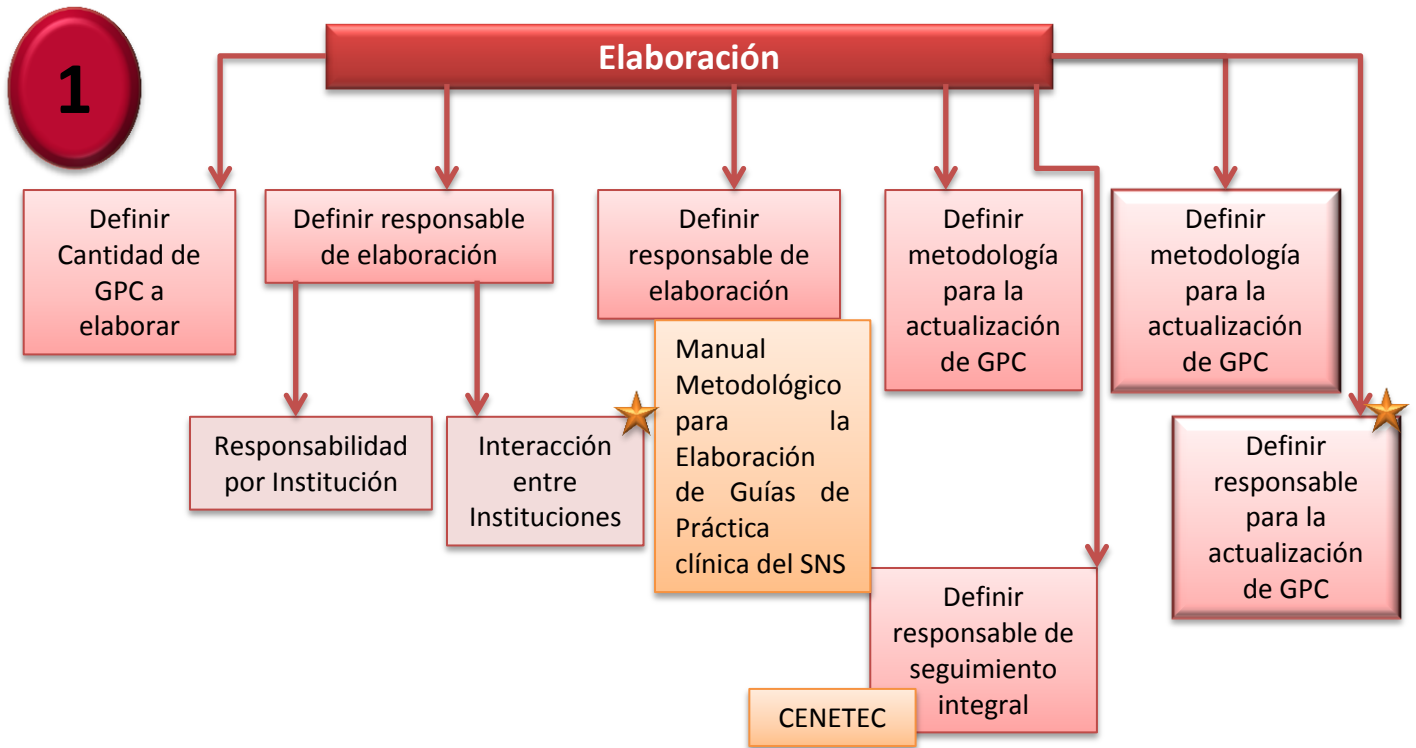 1
Elaboración
Definir
Cantidad de
GPC a
elaborar
Definir responsable
de elaboración
Definir
responsable de
elaboración
Definir
metodología
para la
actualización
de GPC
Definir
metodología
para la
actualización
de GPC
Responsabilidad
por Institución
Interacción
entre
Instituciones
Manual
Metodológico
para la
Elaboración
de Guías de
Práctica
clínica del SNS
Definir
responsable
para la
actualización
de GPC
Definir
responsable de
seguimiento
integral
CENETEC